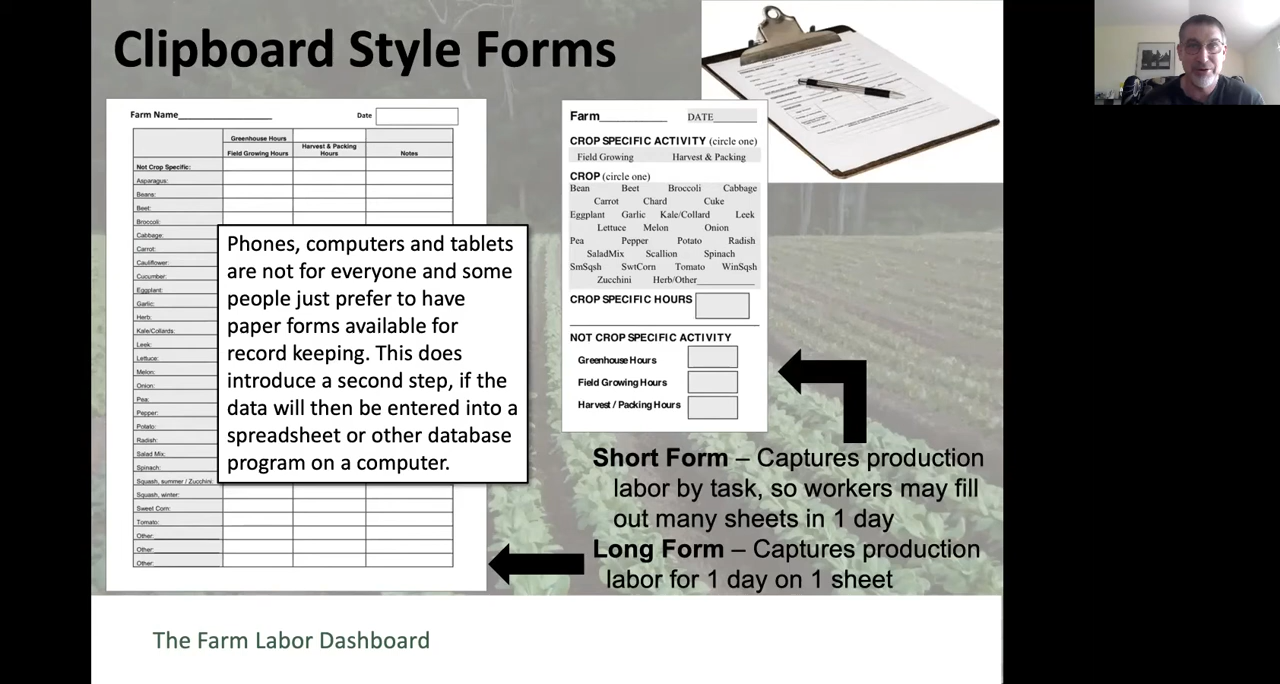 Clipboard Style Forms
Farm Name
Date
Greenhouse Hours
Field Growing Hours
Harvest & Packing
Hours
Notes
Not Crop Specific:
Asparagus:
Beans:
Beet:
Broccoli:
Cabbage:
Carrot:
Cauliflower:
Cucumber:
Eggplant:
Garlic:
Herb:
Kale/Collards:
Leek:
Lettuce:
Melon:
Onion:
Pea:
Pepper:
Potato:
Radish:
Salad Mix:
Spinach:
Squash, summer / Zucchini:
Squash, winter:
Sweet Corn:
Tomato:
Other:
Other:
Other:
Phones, computers and tablets
are not for everyone and some
people just prefer to have
paper forms available for
record keeping. This does
introduce a second step, if the
data will then be entered into a
spreadsheet or other database
program on a computer.
Farm DATE
CROP SPECIFIC ACTIVITY (circle one)
Field Growing Harvest & Packing
CROP (circle one)
Bean Beet Broccoli Cabbage
Carrot Chard Cuke
Eggplant Garlic Kale/Collard Leek
Lettuce Melon Onion
Pea Pepper Potato Radish
SaladMix Scallion Spinach
SmSqsh SwtCorn Tomato WinSqsh
Zucchini Herb/Other
CROP SPECIFIC HOURS
NOT CROP SPECIFIC ACTIVITY
Greenhouse Hours
Field Growing Hours
Harvest / Packing Hours
Short Form – Captures production
labor by task, so workers may fill
out many sheets in 1 day
Long Form – Captures production
labor for 1 day on 1 sheet
The Farm Labor Dashboard